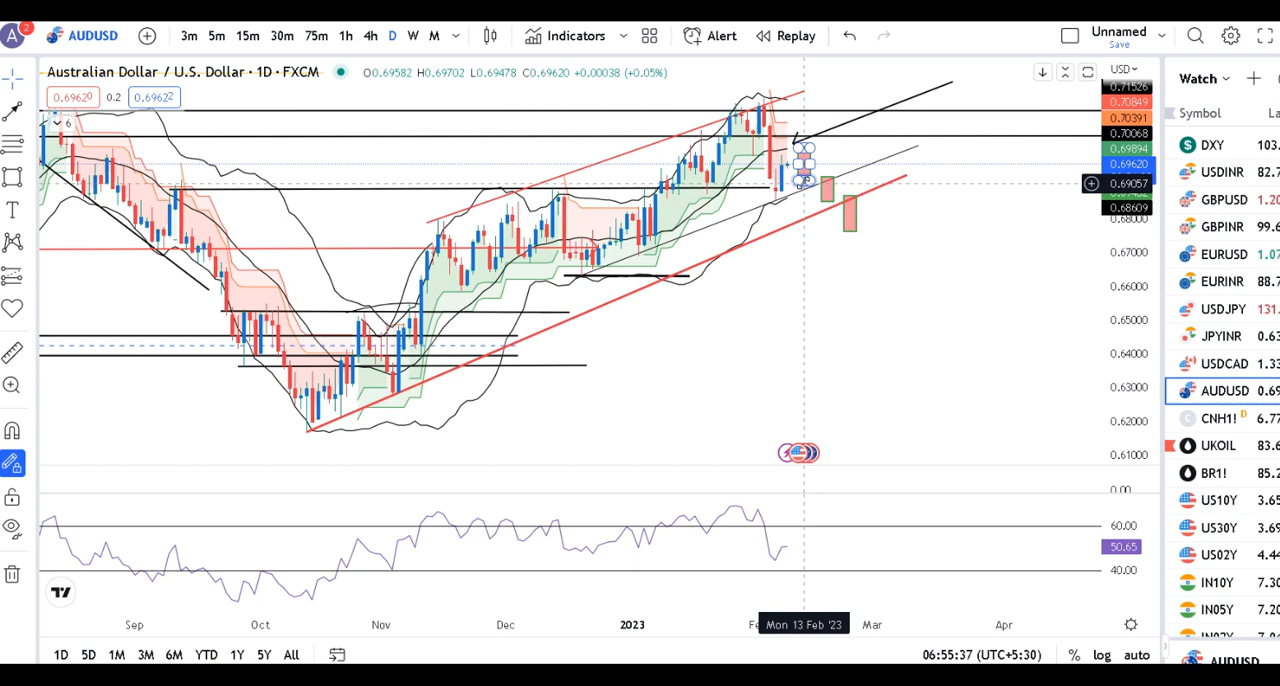 A 2 AUDUSD 3m 5m 15m 30m 75m 1h 4h D W M Indicators Alert Replay Unnamed
Save
Australian Dollar / U.S. Dollar · 1D · FXCM O0.69582 H0.69702 L0.69478 C0.69620 +0.00038 (+0.05%) USD
0.69620 0.2 0.69622
6
0.71526
0.70849
0.70391
0.70068
0.69894
0.69620
0.69057
0.68609
0.68000
0.67000
0.66000
0.65000
0.64000
0.63000
0.62000
0.61000
0.00
60.00
50.65
40.00
Sep Oct Nov Dec 2023 Mon 13 Feb '23 Mar Apr
1D 5D 1M 3M 6M YTD 1Y 5Y All 06:55:37 (UTC+5:30) % log auto
Watch
Symbol La
DXY 103.
USDINR 82.7
GBPUSD 1.20
GBPINR 99.6
EURUSD 1.07
EURINR 88.7
USDJPY 131.
JPYINR 0.63
USDCAD 1.33
AUDUSD 0.69
CNH1! D 6.77
UKOIL 83.6
BR1! 85.2
US10Y 3.65
US30Y 3.69
US02Y 4.44
IN10Y 7.30
IN05Y 7.20
AUDUSD